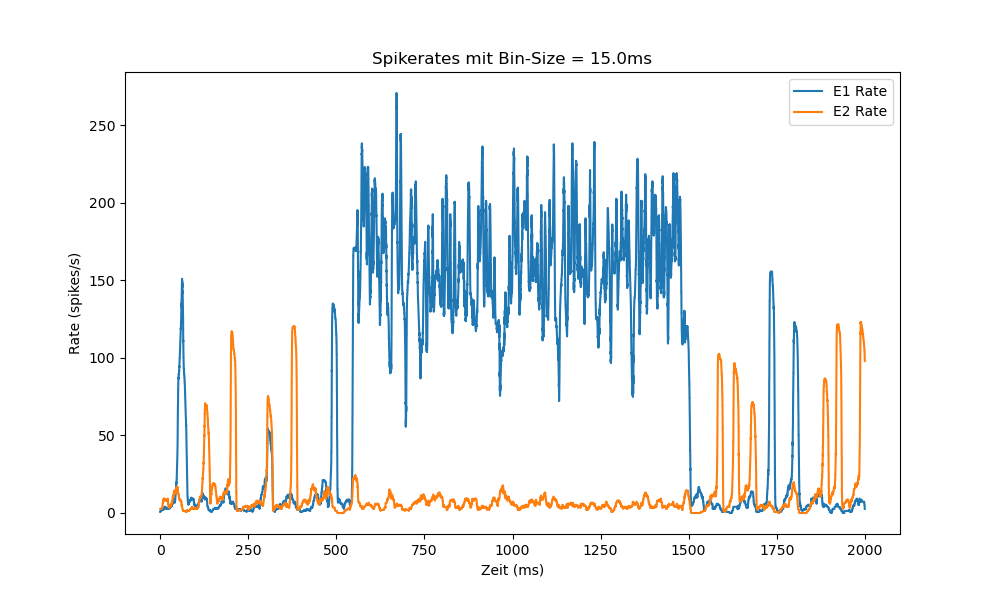 Spikerates mit Bin-Size = 15.0ms
E1 Rate
E2 Rate
Rate (spikes/s)
250
200
150
100
50
0
0 250 500 750 1000 1250 1500 1750 2000
Zeit (ms)